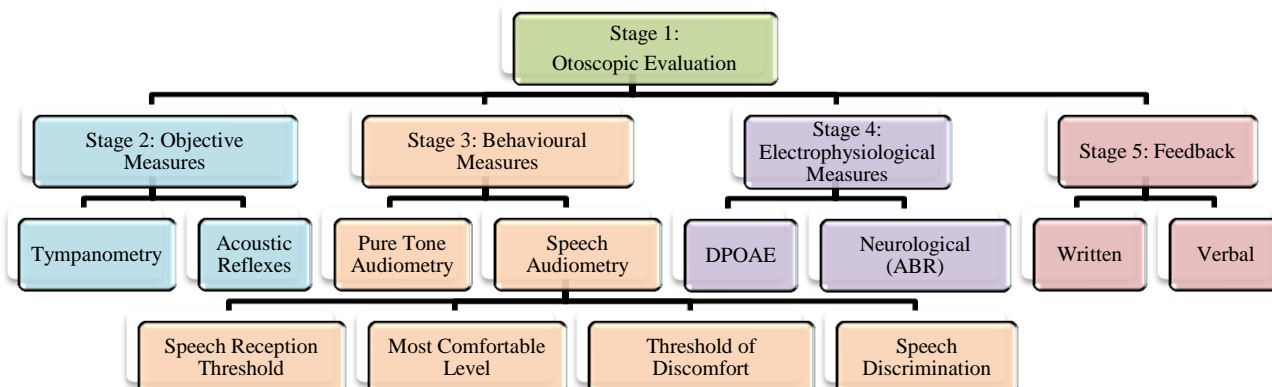 Stage 1:
Otoscopic Evaluation
Stage 2: Objective
Measures
Stage 3: Behavioural
Measures
Stage 4:
Electrophysiological
Measures
Stage 5: Feedback
Tympanometry
Acoustic
Reflexes
Pure Tone
Audiometry
Speech
Audiometry
DPOAE
Neurological
(ABR)
Written
Verbal
Speech Reception
Threshold
Most Comfortable
Level
Threshold of
Discomfort
Speech
Discrimination